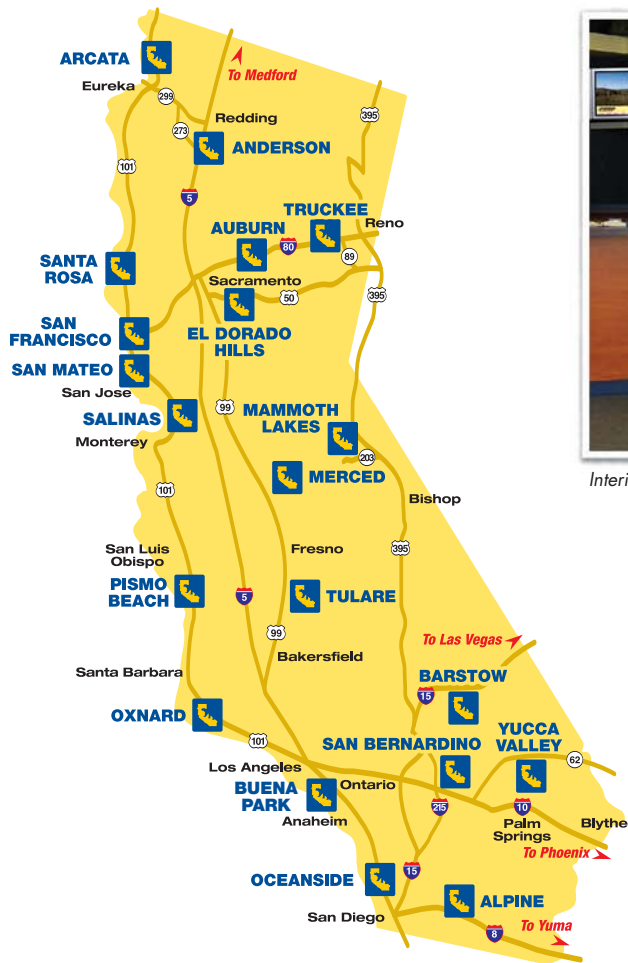 ARCATA
To Medford
Eureka
299
395
273
Redding
ANDERSON
101
5
TRUCKEE
Reno
AUBURN
80
89
SANTA
ROSA
Sacramento
50
395
SAN
FRANCISCO
EL DORADO
HILLS
SAN MATEO
San Jose
99
MAMMOTH
LAKES
SALINAS
Monterey
203
MERCED
101
Bishop
395
San Luis
Obispo
Fresno
PISMO
BEACH
5
TULARE
99
To Las Vegas
Bakersfield
Santa Barbara
BARSTOW
15
OXNARD
YUCCA
VALLEY
101
SAN BERNARDINO
62
Los Angeles
Ontario
BUENA
PARK
215
10
Anaheim
Palm
Springs
Blythe
To Phoenix
15
OCEANSIDE
ALPINE
San Diego
To Yuma
8
Interi